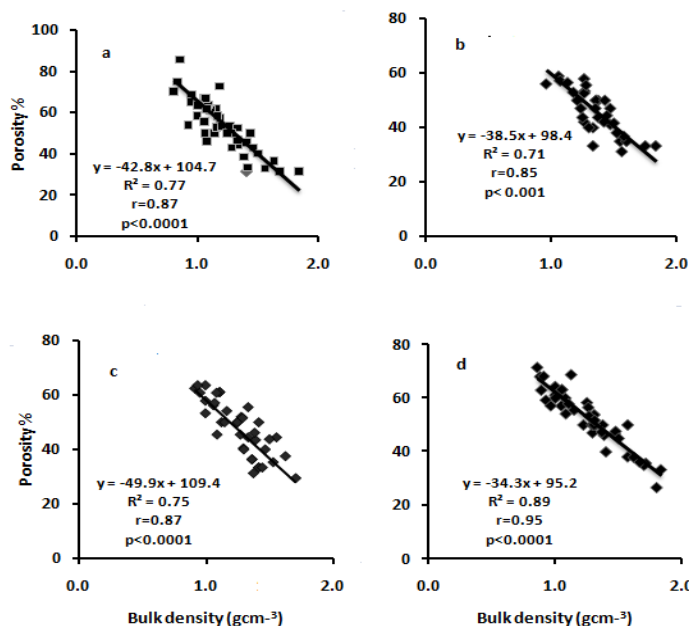 a
Porosity %
100
80
60
40
20
0
0.0 1.0 2.0
y = -42.8x + 104.7
R² = 0.77
r=0.87
p<0.0001
b
80
60
40
20
0
0.0 1.0 2.0
y = -38.5x + 98.4
R² = 0.71
r=0.85
p< 0.001
c
Porosity %
80
60
40
20
0
0.0 1.0 2.0
y = -49.9x + 109.4
R² = 0.75
r=0.87
p<0.0001
Bulk density (gcm-³)
d
80
60
40
20
0
0.0 1.0 2.0
y = -34.3x + 95.2
R² = 0.89
r=0.95
p<0.0001
Bulk density (gcm-³)